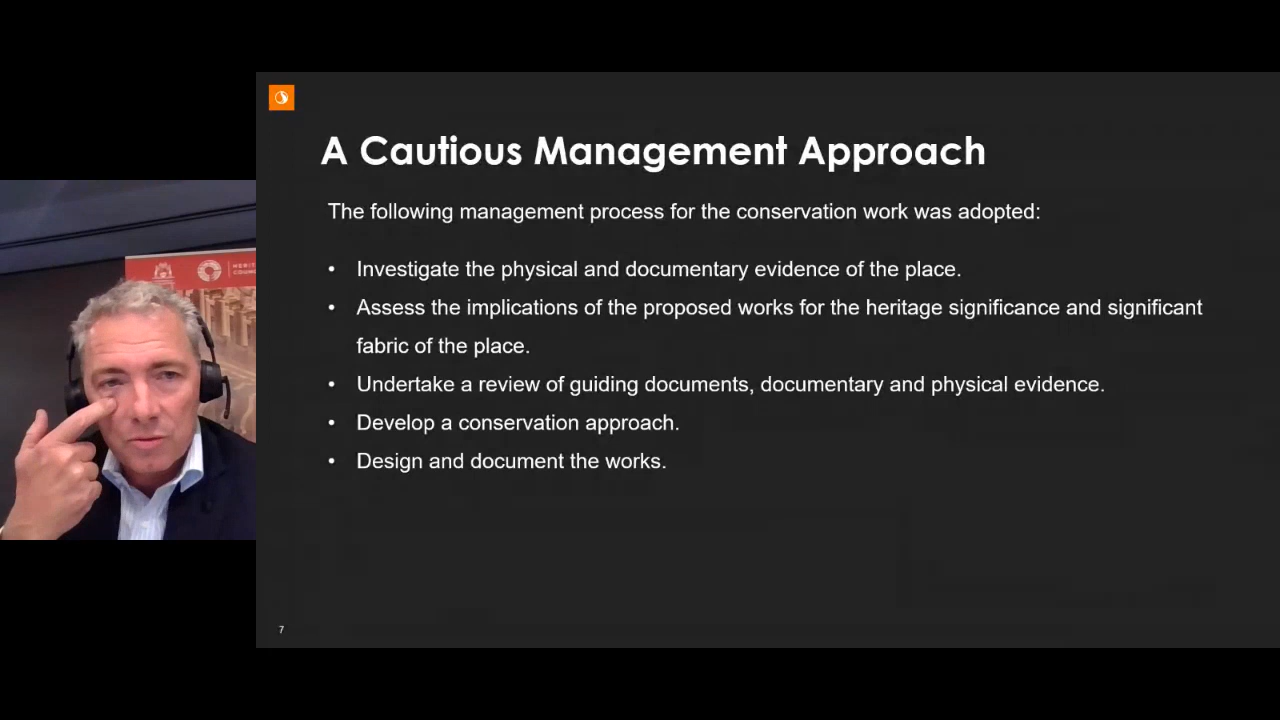 A Cautious Management Approach
The following management process for the conservation work was adopted:
• Investigate the physical and documentary evidence of the place.
• Assess the implications of the proposed works for the heritage significance and significant
fabric of the place.
• Undertake a review of guiding documents, documentary and physical evidence.
• Develop a conservation approach.
• Design and document the works.
7